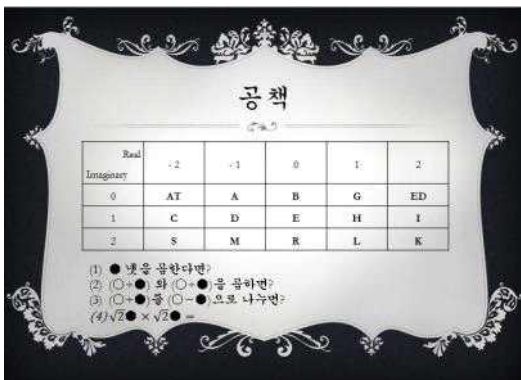 공책
Real
Imaginary
-2 -1 0 1 2
0 AT A B G ED
1 C D E H I
2 S M R L K
(1) ● 넷을 곱한다면?
(2) (○+●) 와 (○+●)을 곱하면?
(3) (○+●)를 (○-●)으로 나누면?
(4)√2● × √2● =